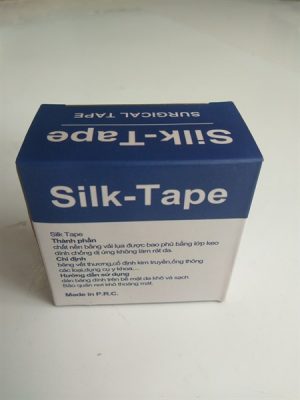 SURGICAL TAPE
Silk-Tape
Silk-Tape
Silk Tape
Thành phần
chất nền bằng vải lụa được bao phủ bằng lớp keo
dính chống dị ứng không làm rát da.
Chỉ định
băng vết thương,cố định kim truyền,ống thông
các loại,dụng cụ y khoa...
Hướng dẫn sử dụng
dán băng dính trên bề mặt da khô và sạch
Bảo quản nơi khô thoáng mát.
Made in P.R.C.